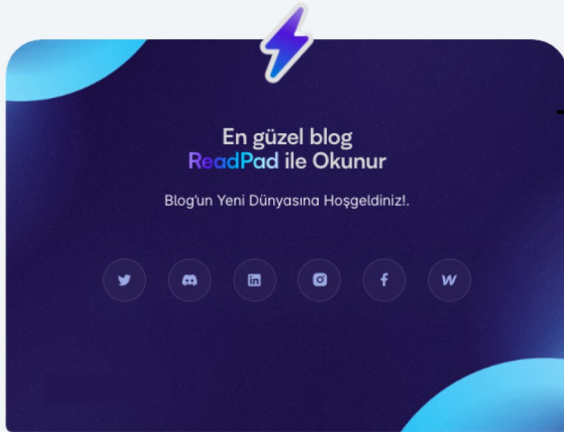 En güzel blog
ReadPad ile Okunur
Blog'un Yeni Dünyasına Hoşgeldiniz!.